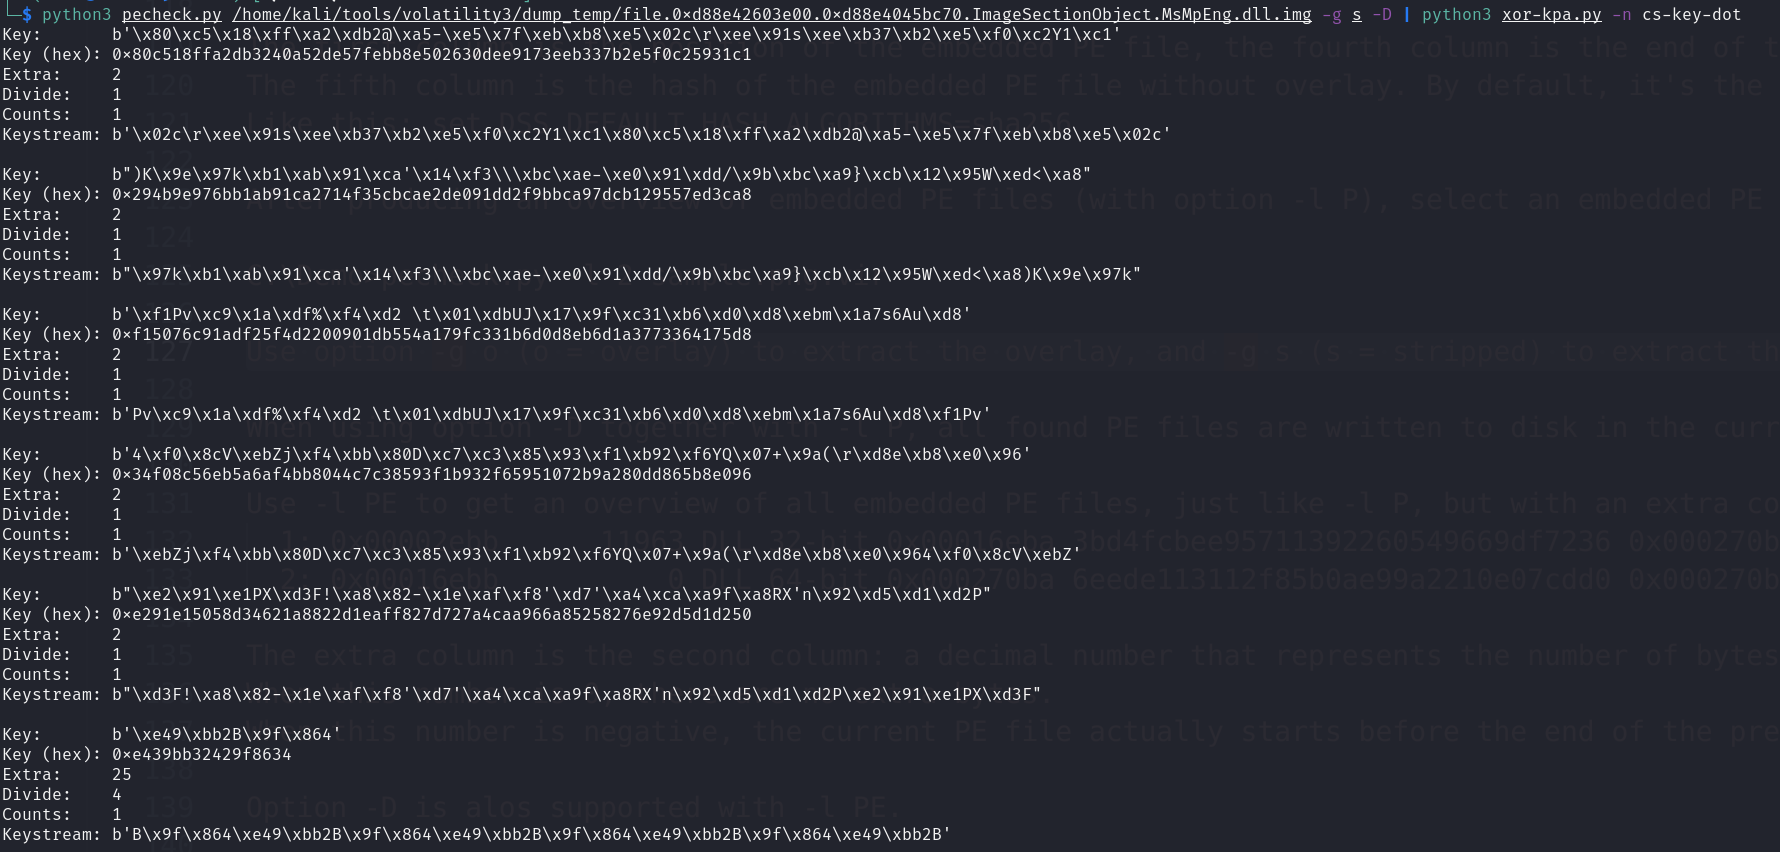 └─$ python3 pecheck.py /home/kali/tools/volatility3/dump_temp/file.0×d88e42603e00.0×d88e4045bc70.ImageSectionObject.MsMpEng.dll.img -g s -D | python3 xor-kpa.py -n cs-key-dot
Key:       b'\x80\xc5\x18\xff\xa2\xdb2@\xa5-\xe5\x7f\xeb\xb8\xe5\x02c\r\xee\x91s\xee\xb37\xb2\xe5\xf0\xc2Y1\xc1'
Key (hex): 0×80c518ffa2db3240a52de57febb8e502630dee9173eeb337b2e5f0c25931c1
Extra:     2
Divide:    1
Counts:    1
Keystream: b'\x02c\r\xee\x91s\xee\xb37\xb2\xe5\xf0\xc2Y1\xc1\x80\xc5\x18\xff\xa2\xdb2@\xa5-\xe5\x7f\xeb\xb8\xe5\x02c'
Key:       b")K\x9e\x97k\xb1\xab\x91\xca'\x14\xf3\\\xbc\xae-\xe0\x91\xdd/\x9b\xbc\xa9}\xcb\x12\x95W\xed<\xa8"
Key (hex): 0×294b9e976bb1ab91ca2714f35cbcae2de091dd2f9bbca97dcb129557ed3ca8
Extra:     2
Divide:    1
Counts:    1
Keystream: b"\x97k\xb1\xab\x91\xca'\x14\xf3\\\xbc\xae-\xe0\x91\xdd/\x9b\xbc\xa9}\xcb\x12\x95W\xed<\xa8)K\x9e\x97k"
Key:       b'\xf1Pv\xc9\x1a\xdf%\xf4\xd2 \t\x01\xdbUJ\x17\x9f\xc31\xb6\xd0\xd8\xebm\x1a7s6Au\xd8'
Key (hex): 0×f15076c91adf25f4d2200901db554a179fc331b6d0d8eb6d1a3773364175d8
Extra:     2
Divide:    1
Counts:    1
Keystream: b'Pv\xc9\x1a\xdf%\xf4\xd2 \t\x01\xdbUJ\x17\x9f\xc31\xb6\xd0\xd8\xebm\x1a7s6Au\xd8\xf1Pv'
Key:       b'4\xf0\x8cV\xebZj\xf4\xbb\x80D\xc7\xc3\x85\x93\xf1\xb92\xf6YQ\x07+\x9a(\r\xd8e\xb8\xe0\x96'
Key (hex): 0×34f08c56eb5a6af4bb8044c7c38593f1b932f65951072b9a280dd865b8e096
Extra:     2
Divide:    1
Counts:    1
Keystream: b'\xebZj\xf4\xbb\x80D\xc7\xc3\x85\x93\xf1\xb92\xf6YQ\x07+\x9a(\r\xd8e\xb8\xe0\x964\xf0\x8cV\xebZ'
Key:       b"\xe2\x91\xe1PX\xd3F!\xa8\x82-\x1e\xaf\xf8'\xd7'\xa4\xca\xa9f\xa8RX'n\x92\xd5\xd1\xd2P"
Key (hex): 0×e291e15058d34621a8822d1eaff827d727a4caa966a85258276e92d5d1d250
Extra:     2
Divide:    1
Counts:    1
Keystream: b"\xd3F!\xa8\x82-\x1e\xaf\xf8'\xd7'\xa4\xca\xa9f\xa8RX'n\x92\xd5\xd1\xd2P\xe2\x91\xe1PX\xd3F"
Key:       b'\xe49\xbb2B\x9f\x864'
Key (hex): 0×e439bb32429f8634
Extra:     25
Divide:    4
Counts:    1
Keystream: b'B\x9f\x864\xe49\xbb2B\x9f\x864\xe49\xbb2B\x9f\x864\xe49\xbb2B\x9f\x864\xe49\xbb2B'